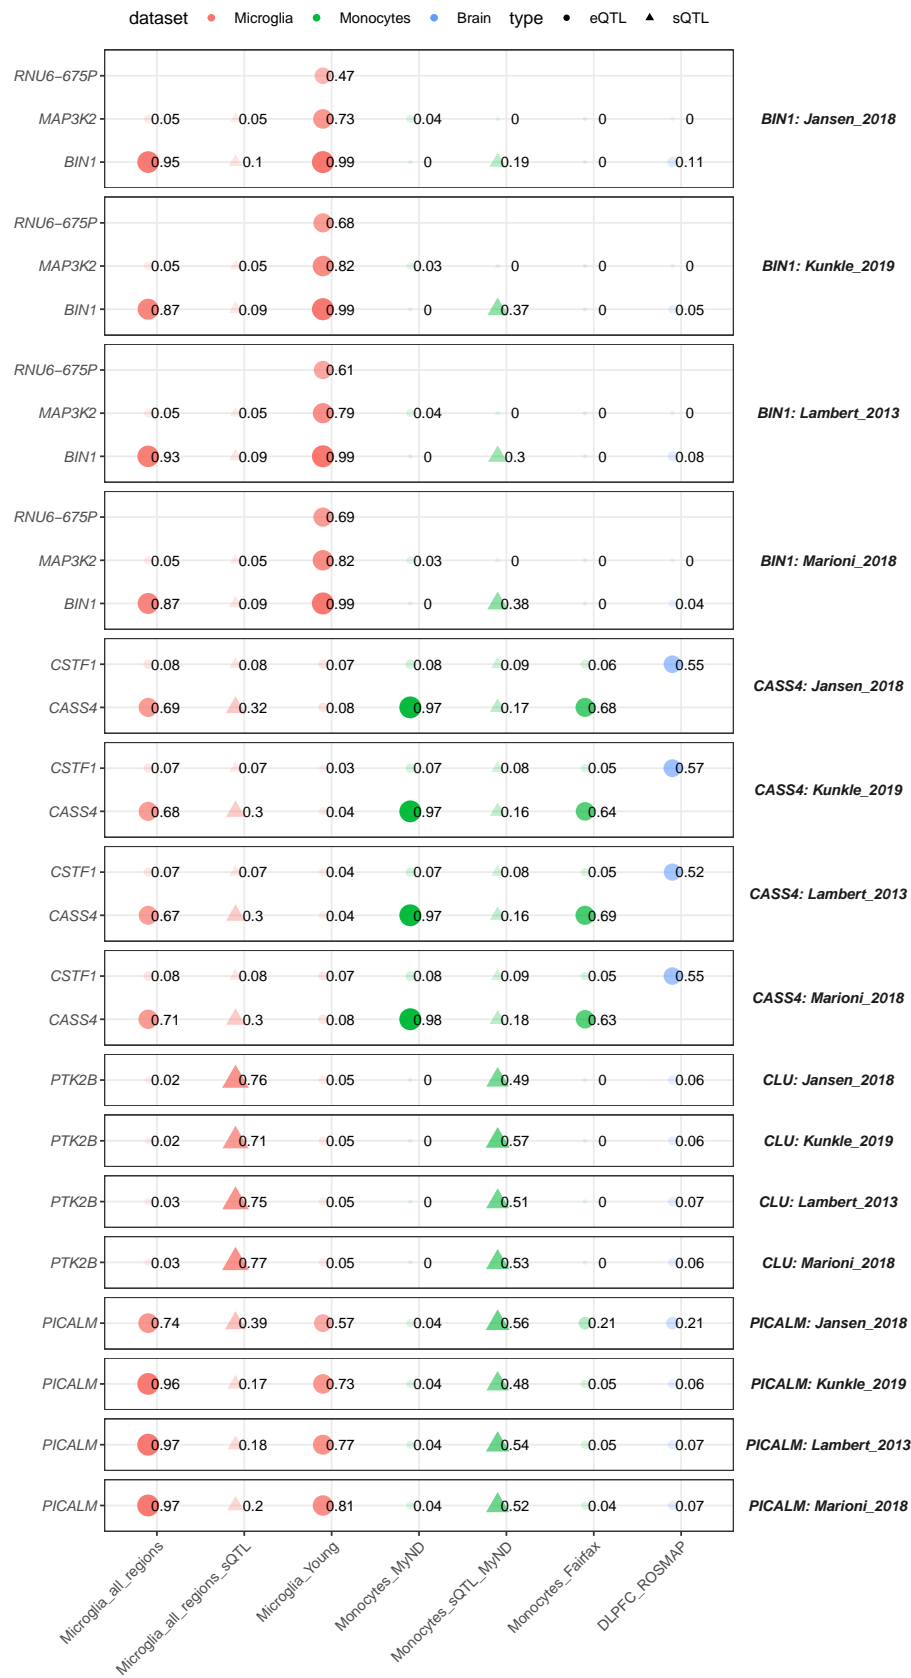 dataset Microglia Monocytes Brain type eQTL sQTL
RNU6−675P 0.47
MAP3K2 0.05 0.05 0.73 0.04 0 0 0
BIN1 0.95 0.1 0.99 0 0.19 0 0.11
BIN1: Jansen_2018
RNU6−675P 0.68
MAP3K2 0.05 0.05 0.82 0.03 0 0 0
BIN1 0.87 0.09 0.99 0 0.37 0 0.05
BIN1: Kunkle_2019
RNU6−675P 0.61
MAP3K2 0.05 0.05 0.79 0.04 0 0 0
BIN1 0.93 0.09 0.99 0 0.3 0 0.08
BIN1: Lambert_2013
RNU6−675P 0.69
MAP3K2 0.05 0.05 0.82 0.03 0 0 0
BIN1 0.87 0.09 0.99 0 0.38 0 0.04
BIN1: Marioni_2018
CSTF1 0.08 0.08 0.07 0.08 0.09 0.06 0.55
CASS4 0.69 0.32 0.08 0.97 0.17 0.68
CASS4: Jansen_2018
CSTF1 0.07 0.07 0.03 0.07 0.08 0.05 0.57
CASS4 0.68 0.3 0.04 0.97 0.16 0.64
CASS4: Kunkle_2019
CSTF1 0.07 0.07 0.04 0.07 0.08 0.05 0.52
CASS4 0.67 0.3 0.04 0.97 0.16 0.69
CASS4: Lambert_2013
CSTF1 0.08 0.08 0.07 0.08 0.09 0.05 0.55
CASS4 0.71 0.3 0.08 0.98 0.18 0.63
CASS4: Marioni_2018
PTK2B 0.02 0.76 0.05 0 0.49 0 0.06 CLU: Jansen_2018
PTK2B 0.02 0.71 0.05 0 0.57 0 0.06 CLU: Kunkle_2019
PTK2B 0.03 0.75 0.05 0 0.51 0 0.07 CLU: Lambert_2013
PTK2B 0.03 0.77 0.05 0 0.53 0 0.06 CLU: Marioni_2018
PICALM 0.74 0.39 0.57 0.04 0.56 0.21 0.21 PICALM: Jansen_2018
PICALM 0.96 0.17 0.73 0.04 0.48 0.05 0.06 PICALM: Kunkle_2019
PICALM 0.97 0.18 0.77 0.04 0.54 0.05 0.07 PICALM: Lambert_2013
PICALM 0.97 0.2 0.81 0.04 0.52 0.04 0.07 PICALM: Marioni_2018
Microglia_all_regions
Microglia_all_regions_sQTL
Microglia_Young
Monocytes_MyND
Monocytes_sQTL_MyND
Monocytes_Fairfax
DLPFC_ROSMAP